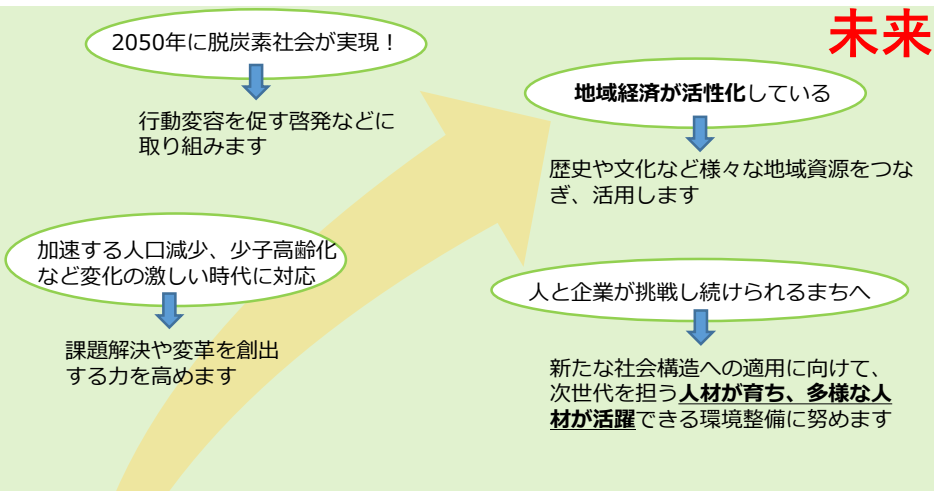 未来
2050年に脱炭素社会が実現！
行動変容を促す啓発などに
取り組みます
地域経済が活性化している
歴史や文化など様々な地域資源をつな
ぎ、活用します
加速する人口減少、少子高齢化
など変化の激しい時代に対応
課題解決や変革を創出
する力を高めます
人と企業が挑戦し続けられるまちへ
新たな社会構造への適用に向けて、
次世代を担う人材が育ち、多様な人
材が活躍できる環境整備に努めます